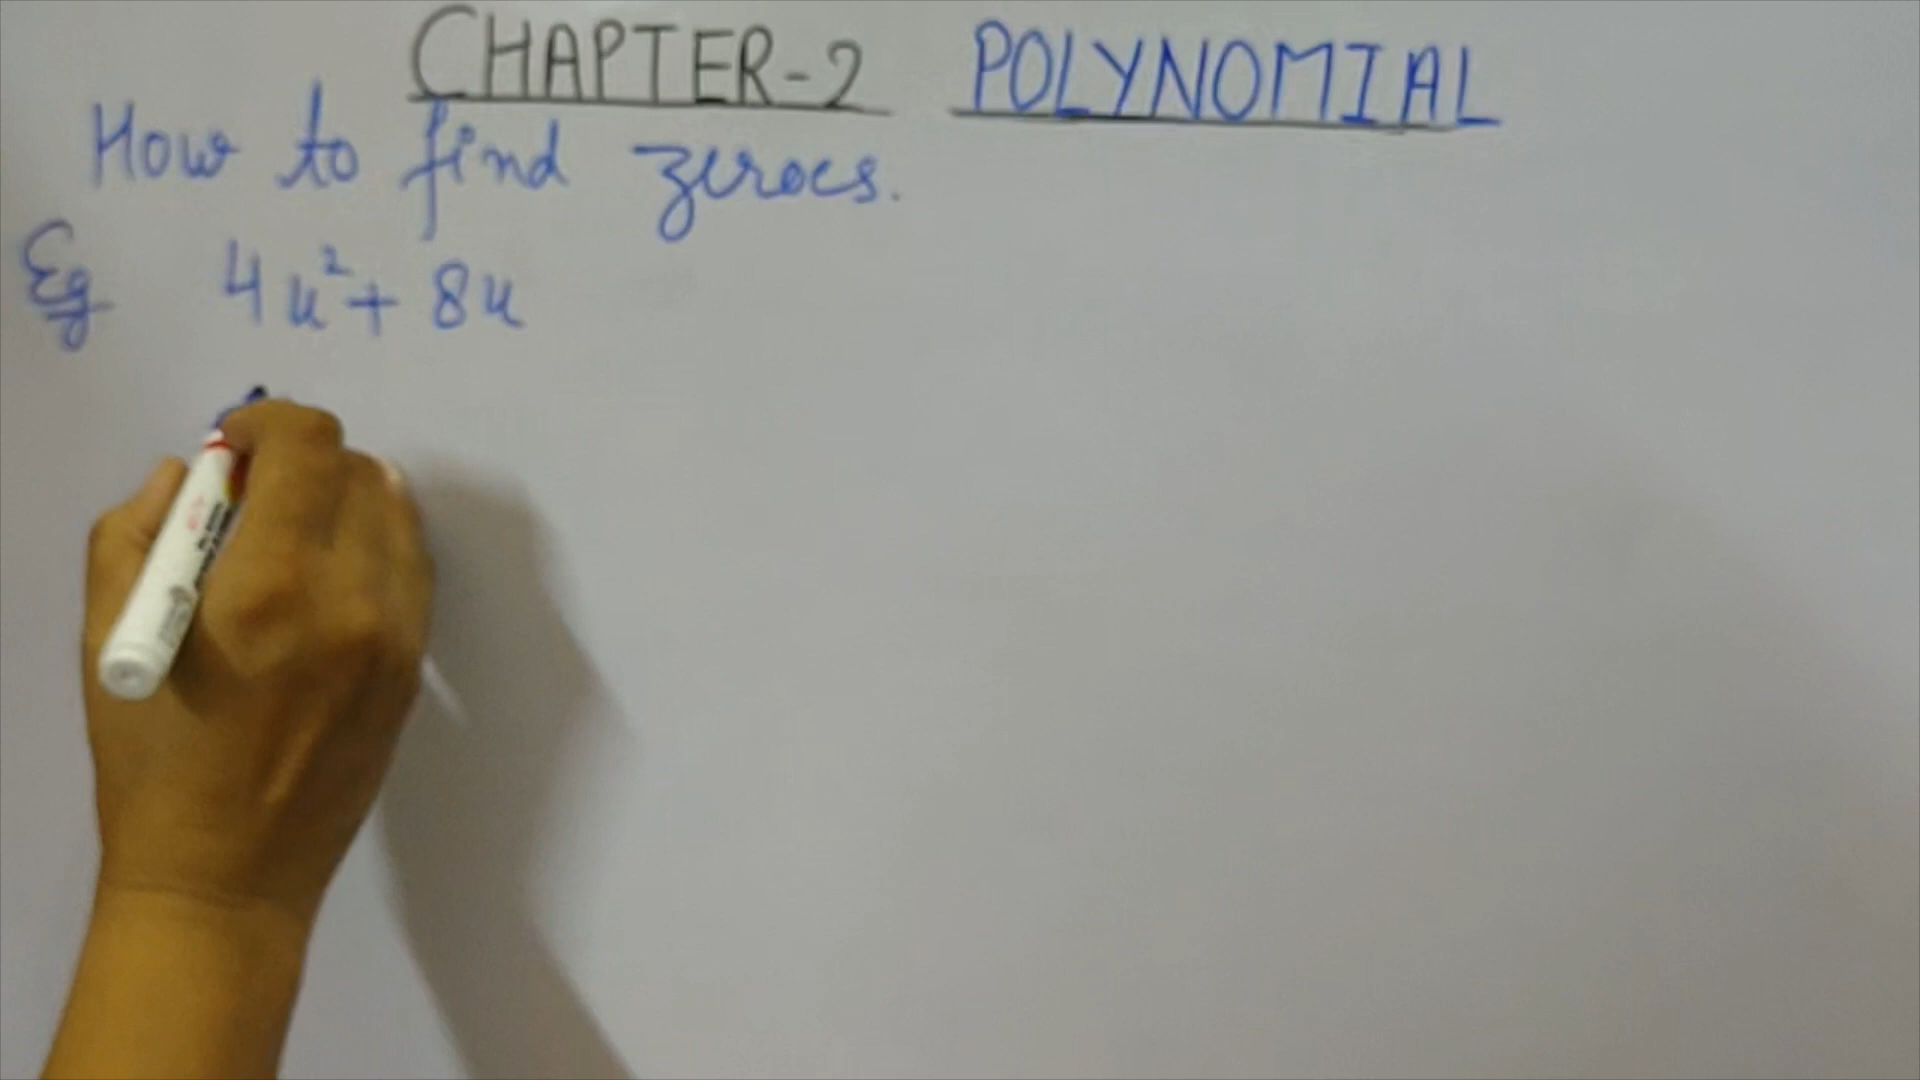 CHAPTER-2 POLYNOMIAL
How to find zeroes.
Eg 4u²+ 8u